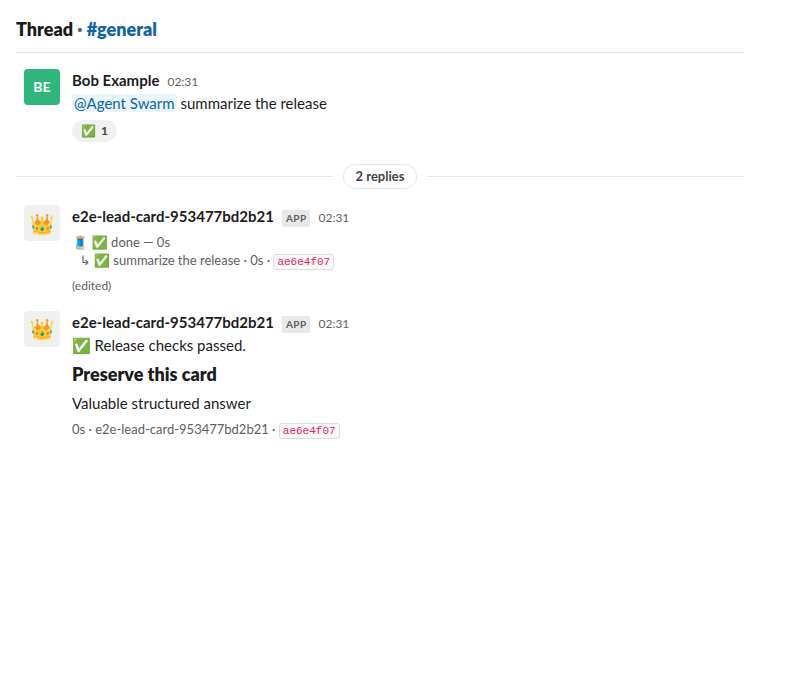 Thread • #general
BE
Bob Example 02:31
@Agent Swarm summarize the release
✅ 1
2 replies
e2e-lead-card-953477bd2b21 APP 02:31
🧵 ✅ done — 0s
↳ ✅ summarize the release · 0s · ae6e4f07
(edited)
e2e-lead-card-953477bd2b21 APP 02:31
✅ Release checks passed.
Preserve this card
Valuable structured answer
0s · e2e-lead-card-953477bd2b21 · ae6e4f07